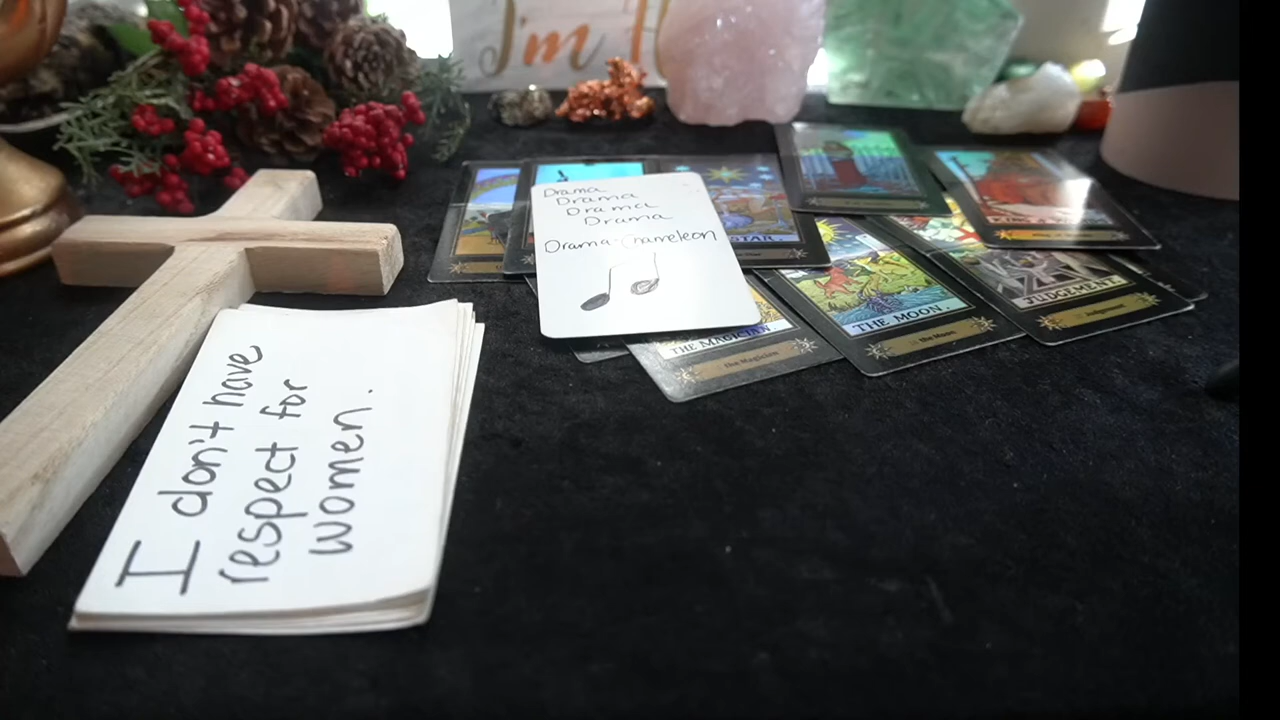 I'm
Drama
Drama
Drama
Drama
Drama Chameleon
STAR.
THE MAGICIAN
the Magician
THE MOON.
the Moon
JUDGEMENT.
Judgement
I don't have
respect for
women.